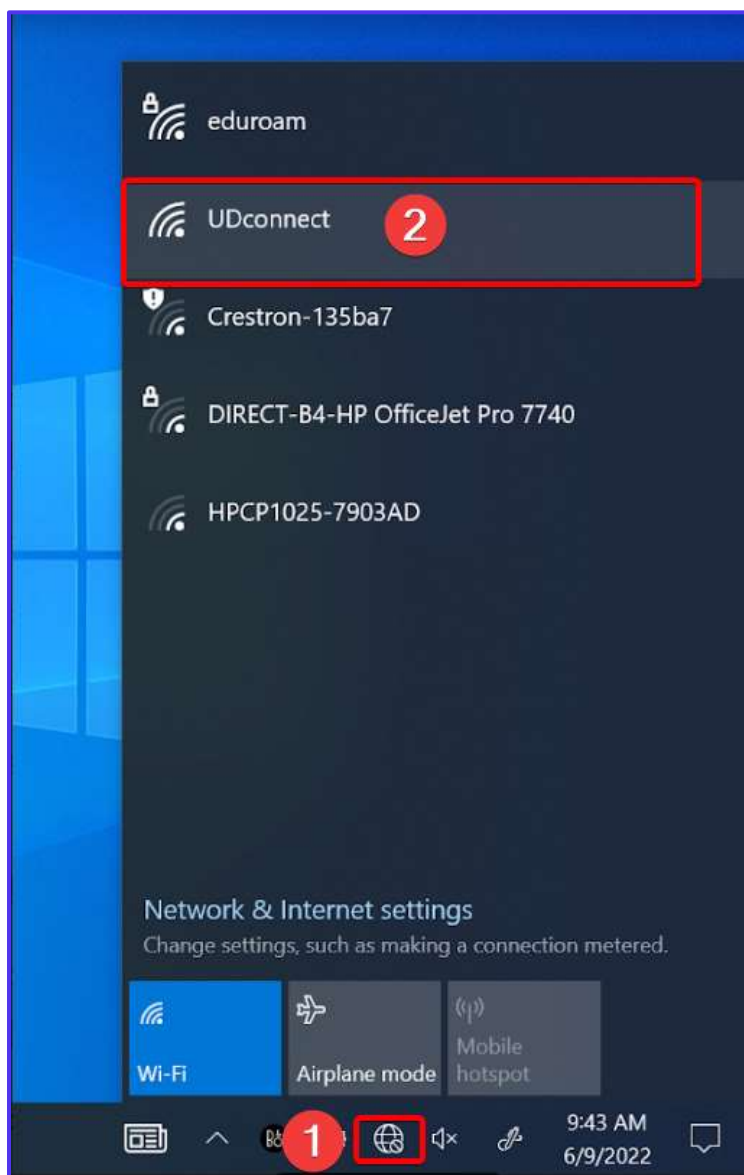 eduroam
UDconnect
2
Crestron-135ba7
DIRECT-B4-HP OfficeJet Pro 7740
HPCP1025-7903AD
Network & Internet settings
Change settings, such as making a connection metered.
Wi-Fi
Airplane mode
Mobile
hotspot
1
9:43 AM
6/9/2022